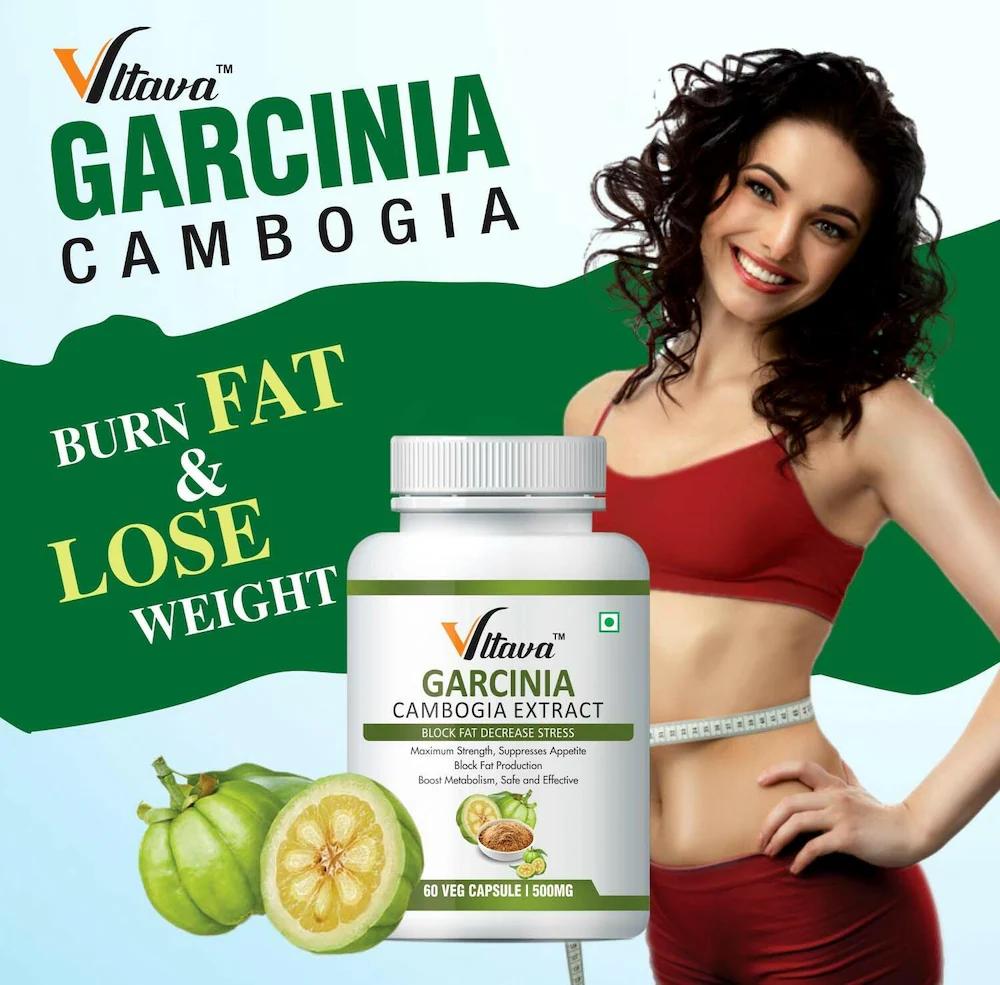 Vltava™
GARCINIA
CAMBOGIA
BURN FAT
&
LOSE
WEIGHT
Vltava™
GARCINIA
CAMBOGIA EXTRACT
BLOCK FAT DECREASE STRESS
Maximum Strength, Suppresses Appetite
Block Fat Production
Boost Metabolism, Safe and Effective
60 VEG CAPSULE | 500MG